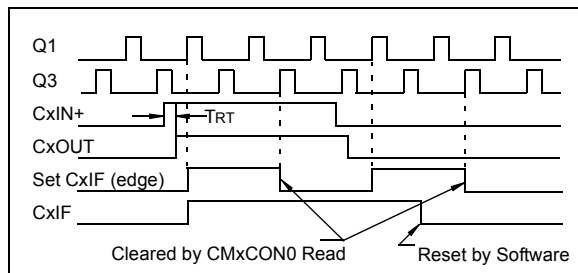 Q1
Q3
CxIN+
TRT
CxOUT
Set CxIF (edge)
CxIF
Cleared by CMxCON0 Read
Reset by Software